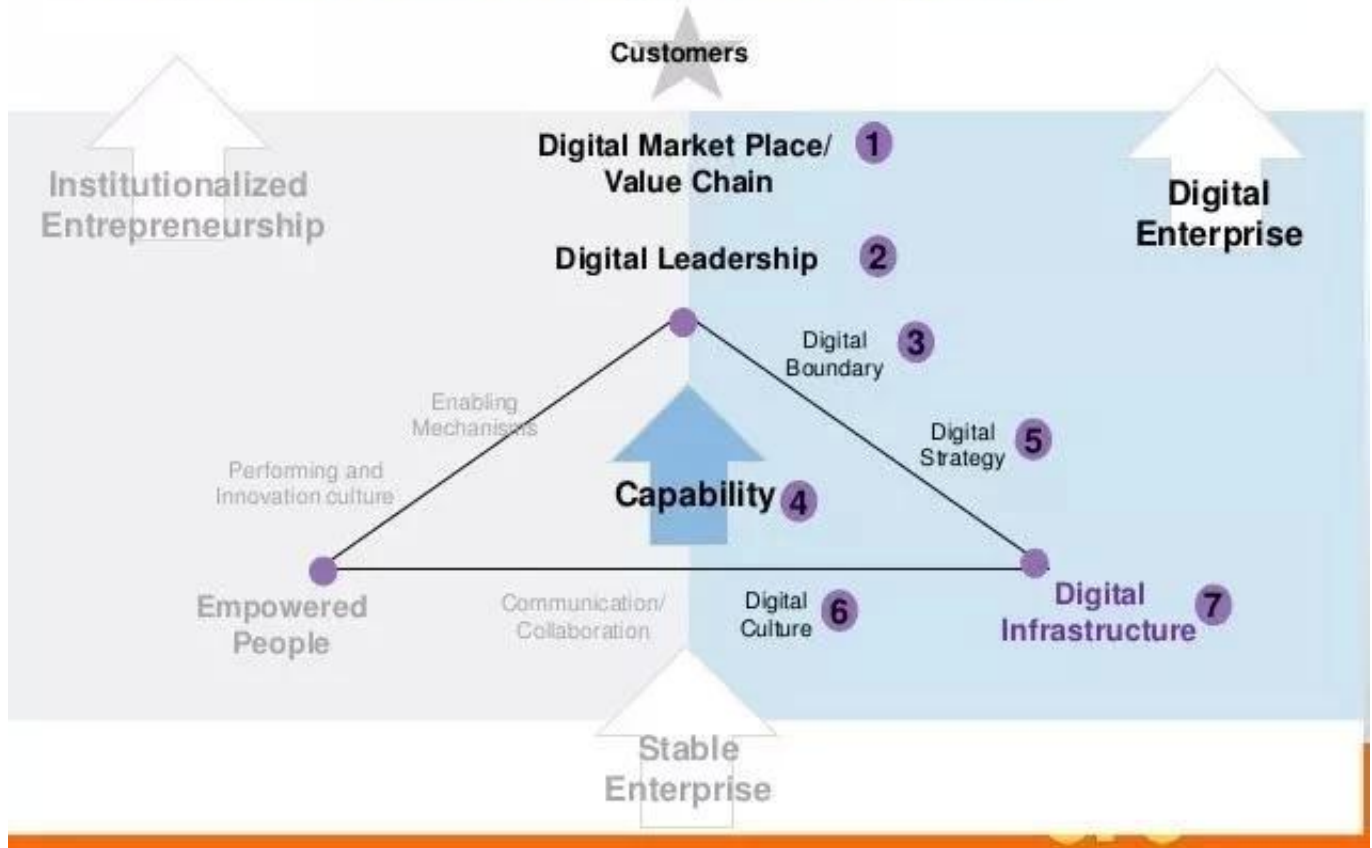 Customers
Digital Market Place/
Value Chain
1
Institutionalized
Entrepreneurship
Digital
Enterprise
Digital Leadership
2
Digital
Boundary
3
Enabling
Mechanisms
Digital
Strategy
5
Performing and
Innovation culture
Capability
4
Empowered
People
Communication/
Collaboration
Digital
Culture
6
Digital
Infrastructure
7
Stable
Enterprise